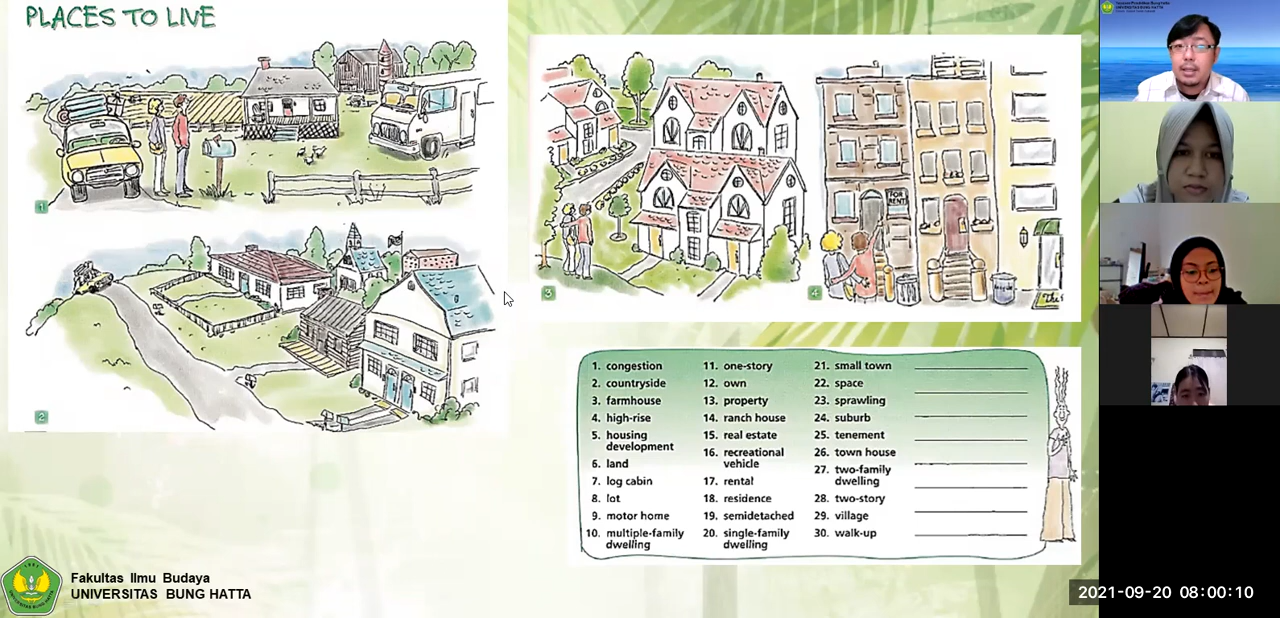 PLACES TO LIVE
1
2
3
4
FOR
RENT
This
1. congestion
2. countryside
3. farmhouse
4. high-rise
5. housing
development
6. land
7. log cabin
8. lot
9. motor home
10. multiple-family
dwelling
11. one-story
12. own
13. property
14. ranch house
15. real estate
16. recreational
vehicle
17. rental
18. residence
19. semidetached
20. single-family
dwelling
21. small town
22. space
23. sprawling
24. suburb
25. tenement
26. town house
27. two-family
dwelling
28. two-story
29. village
30. walk-up
Fakultas Ilmu Budaya
UNIVERSITAS BUNG HATTA
UNIVERSITAS BUNG HATTA
2021-09-20 08:00:10